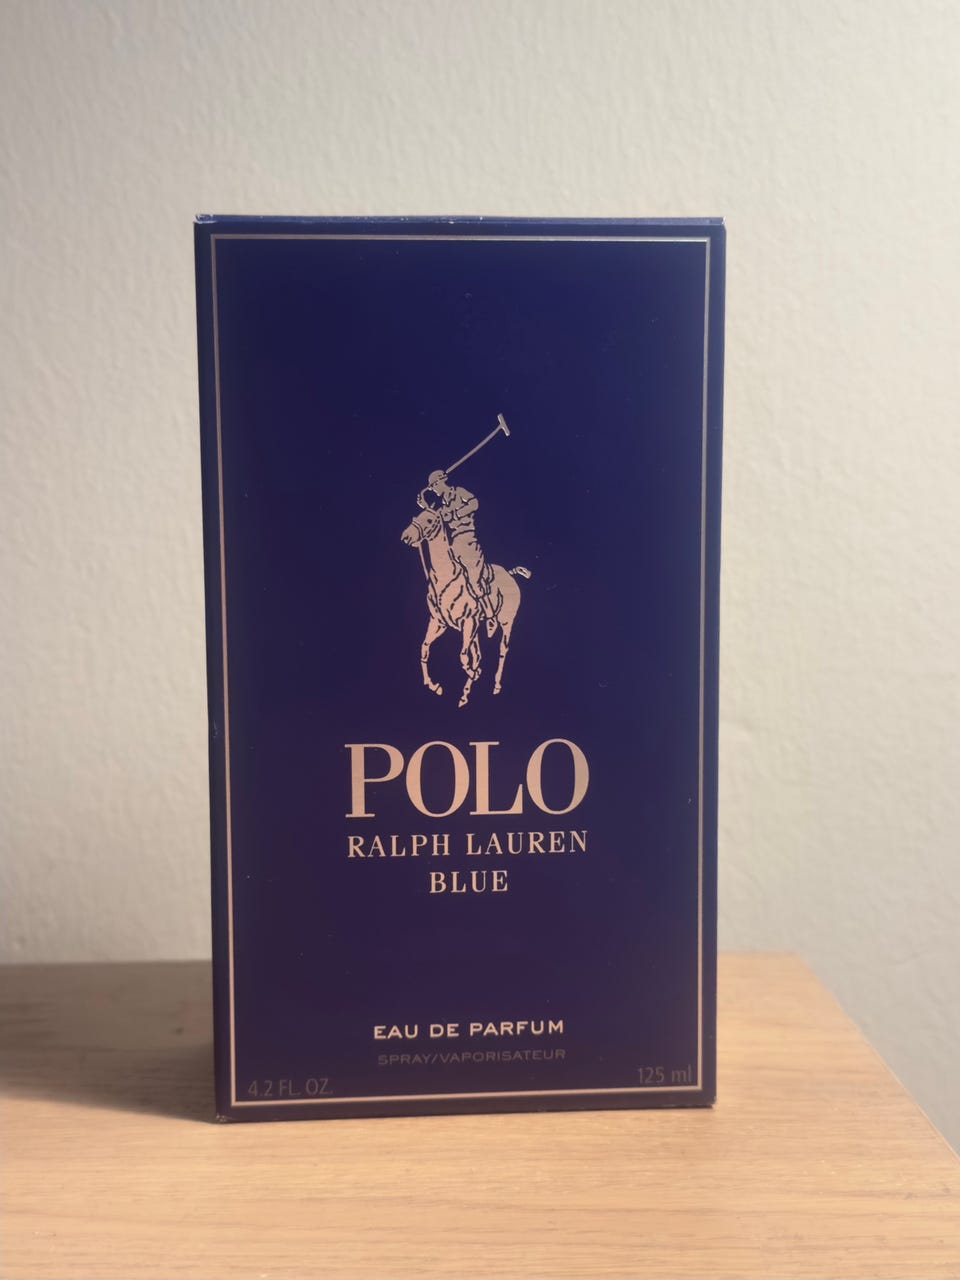 POLO
RALPH LAUREN
BLUE
EAU DE PARFUM
SPRAY/VAPORISATEUR
4.2 FL. OZ.
125 ml